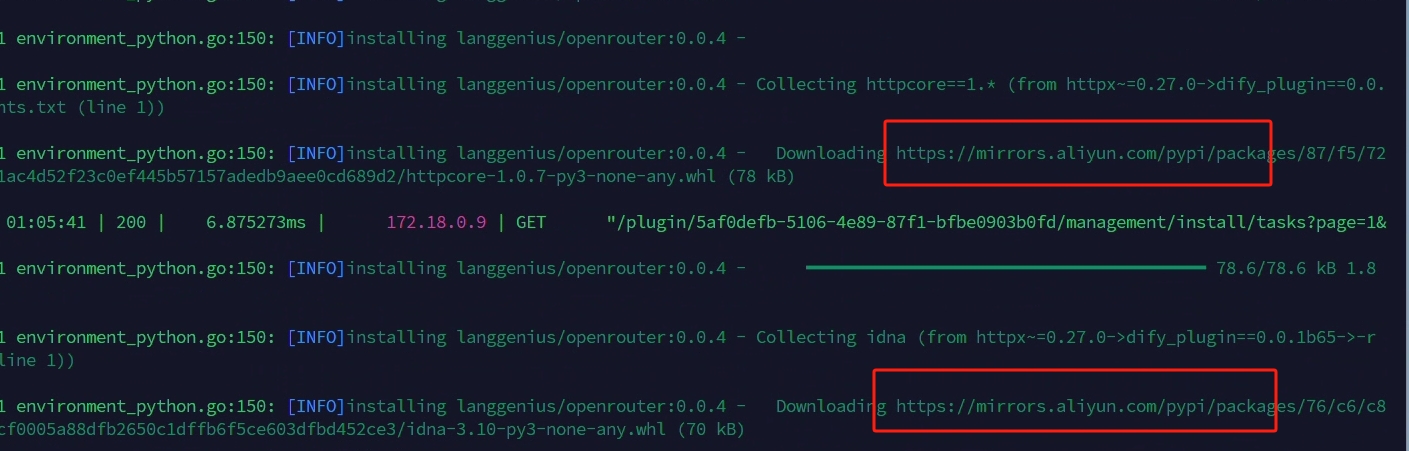 1 environment_python.go:150: [INFO]installing langgenius/openrouter:0.0.4 -
1 environment_python.go:150: [INFO]installing langgenius/openrouter:0.0.4 - Collecting httpcore==1.* (from httpx~=0.27.0->dify_plugin==0.0.
nts.txt (line 1))
1 environment_python.go:150: [INFO]installing langgenius/openrouter:0.0.4 -   Downloading https://mirrors.aliyun.com/pypi/packages/87/f5/72
1ac4d52f23c0ef445b57157adedb9aee0cd689d2/httpcore-1.0.7-py3-none-any.whl (78 kB)
01:05:41 | 200 |    6.875273ms |      172.18.0.9 | GET      "/plugin/5af0defb-5106-4e89-87f1-bfbe0903b0fd/management/install/tasks?page=1&
1 environment_python.go:150: [INFO]installing langgenius/openrouter:0.0.4 -      78.6/78.6 kB 1.8
1 environment_python.go:150: [INFO]installing langgenius/openrouter:0.0.4 - Collecting idna (from httpx~=0.27.0->dify_plugin==0.0.1b65->-r
line 1))
1 environment_python.go:150: [INFO]installing langgenius/openrouter:0.0.4 -   Downloading https://mirrors.aliyun.com/pypi/packages/76/c6/c8
cf0005a88dfb2650c1dffb6f5ce603dfbd452ce3/idna-3.10-py3-none-any.whl (70 kB)